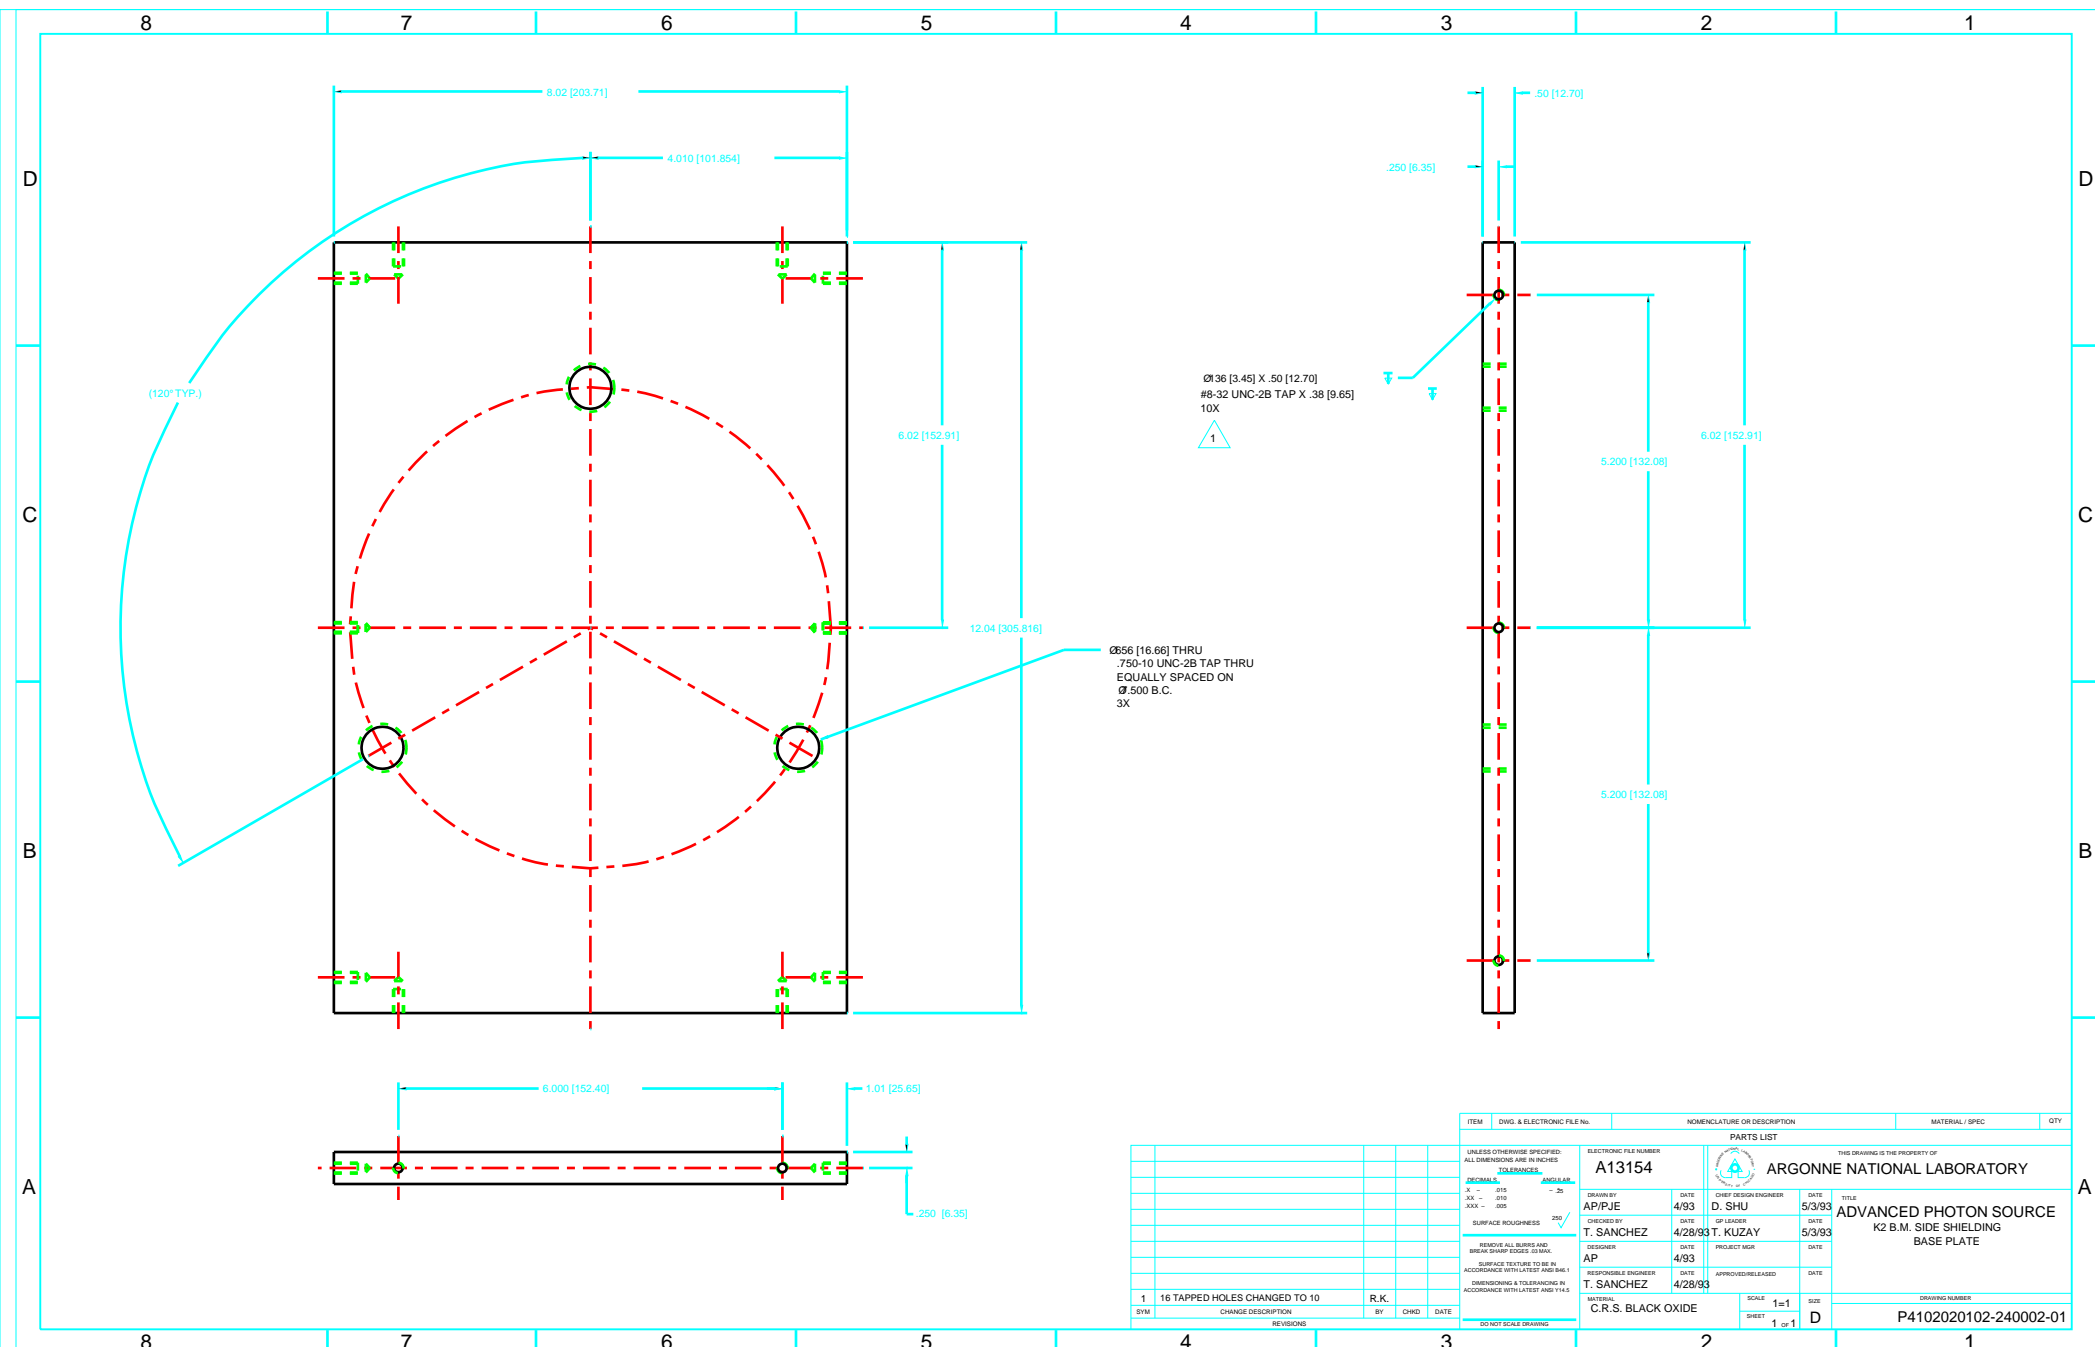 8 7 6 5 4 3 2 1
D D
C C
B B
A A
8.02 [203.71]
4.010 [101.854]
.50 [12.70]
.250 [6.35]
(120° TYP.)
6.02 [152.91]
12.04 [305.816]
Ø.136 [3.45] X .50 [12.70]
#8-32 UNC-2B TAP X .38 [9.65]
10X
1
6.02 [152.91]
5.200 [132.08]
5.200 [132.08]
Ø.656 [16.66] THRU
.750-10 UNC-2B TAP THRU
EQUALLY SPACED ON
Ø7.500 B.C.
3X
6.000 [152.40]
1.01 [25.65]
.250 [6.35]
ITEM DWG. & ELECTRONIC FILE No. NOMENCLATURE OR DESCRIPTION MATERIAL / SPEC QTY
PARTS LIST
UNLESS OTHERWISE SPECIFIED:
ALL DIMENSIONS ARE IN INCHES
TOLERANCES
DECIMALS ANGULAR
.X – .015 – .25
.XX – .010
.XXX – .005
SURFACE ROUGHNESS 250
REMOVE ALL BURRS AND
BREAK SHARP EDGES .03 MAX.
SURFACE TEXTURE TO BE IN
ACCORDANCE WITH LATEST ANSI B46.1
DIMENSIONING & TOLERANCING IN
ACCORDANCE WITH LATEST ANSI Y14.5
DO NOT SCALE DRAWING
ELECTRONIC FILE NUMBER
A13154
THIS DRAWING IS THE PROPERTY OF
ARGONNE NATIONAL LABORATORY
DRAWN BY DATE CHIEF DESIGN ENGINEER DATE
AP/PJE 4/93 D. SHU 5/3/93
CHECKED BY DATE GP LEADER DATE
T. SANCHEZ 4/28/93 T. KUZAY 5/3/93
DESIGNER DATE PROJECT MGR DATE
AP 4/93
RESPONSIBLE ENGINEER DATE APPROVED/RELEASED DATE
T. SANCHEZ 4/28/93
TITLE
ADVANCED PHOTON SOURCE
K2 B.M. SIDE SHIELDING
BASE PLATE
MATERIAL
C.R.S. BLACK OXIDE
SCALE 1=1
SHEET 1 OF 1
SIZE
D
DRAWING NUMBER
P4102020102-240002-01
1 16 TAPPED HOLES CHANGED TO 10 R.K.
SYM CHANGE DESCRIPTION BY CHKD DATE
REVISIONS
8 7 6 5 4 3 2 1